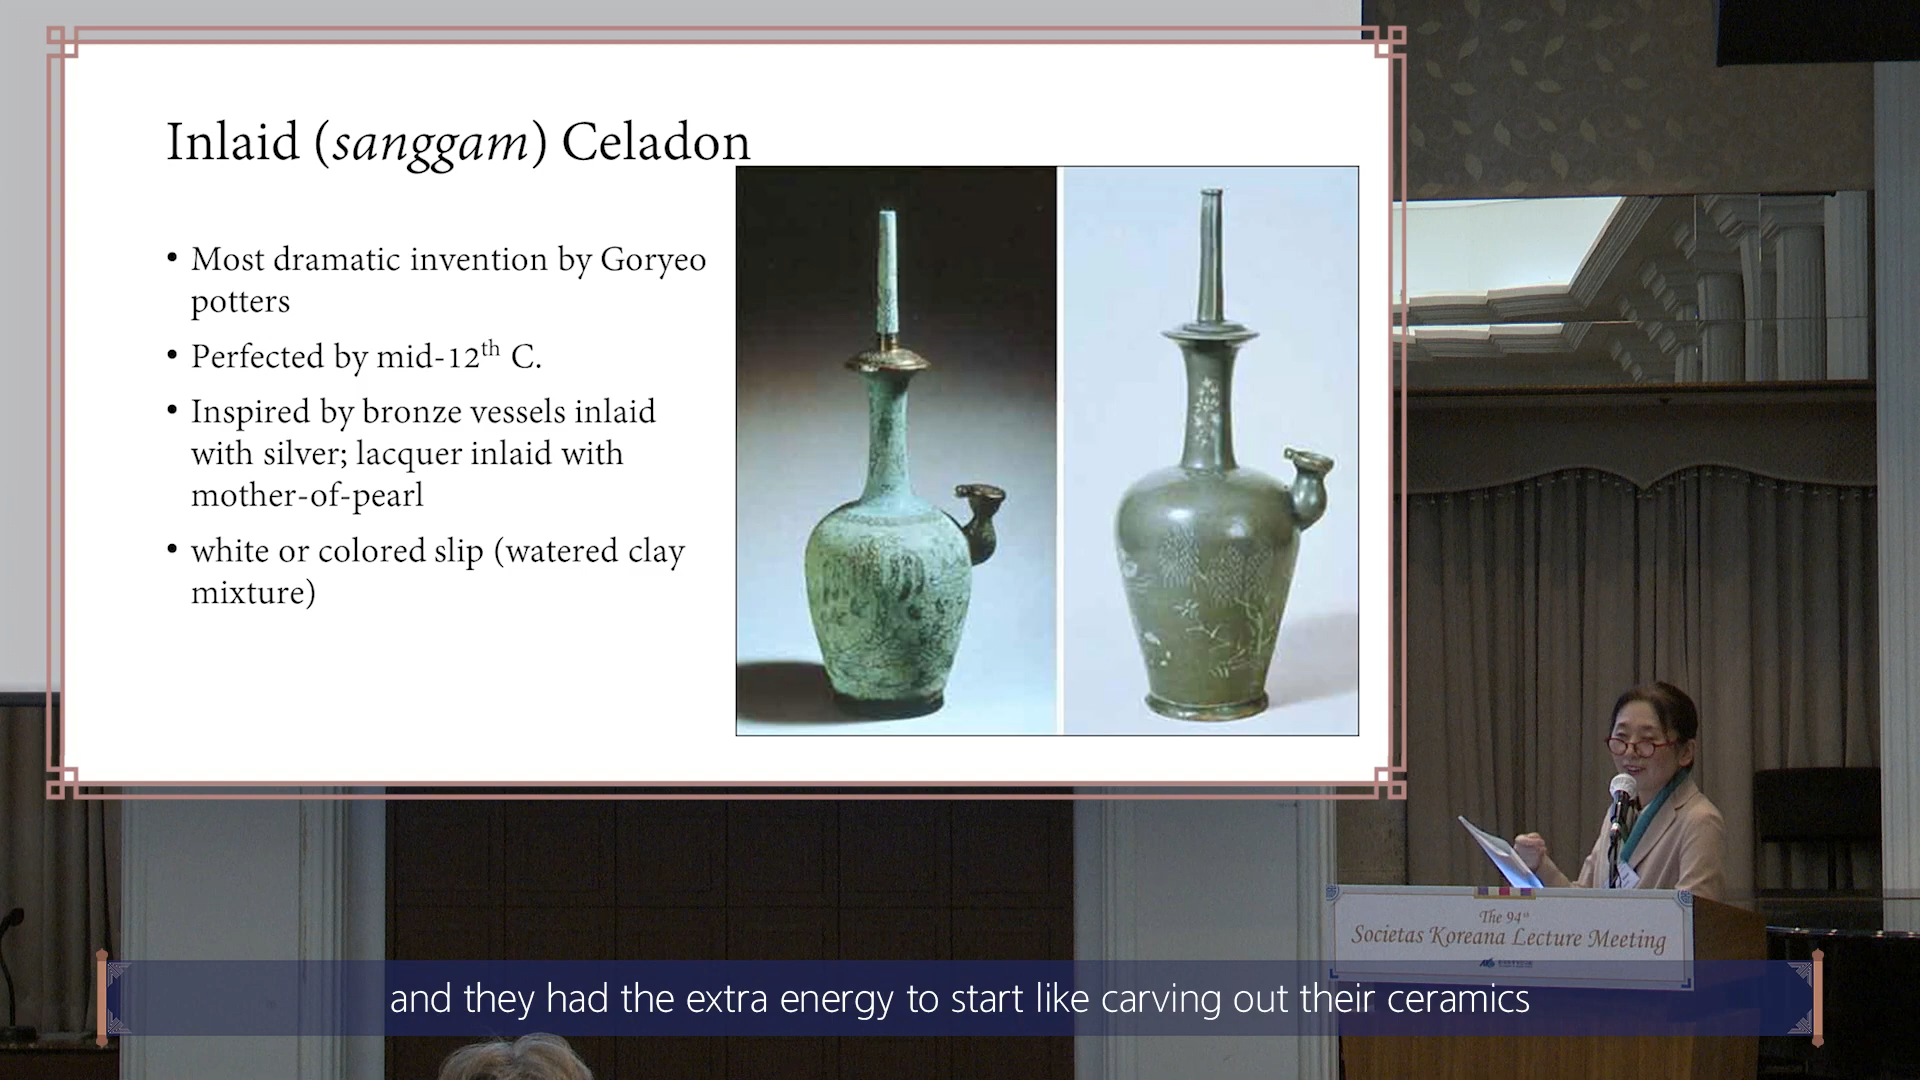 Inlaid (sanggam) Celadon
• Most dramatic invention by Goryeo
potters
• Perfected by mid-12th C.
• Inspired by bronze vessels inlaid
with silver; lacquer inlaid with
mother-of-pearl
• white or colored slip (watered clay
mixture)
The 94th
Societas Koreana Lecture Meeting
and they had the extra energy to start like carving out their ceramics